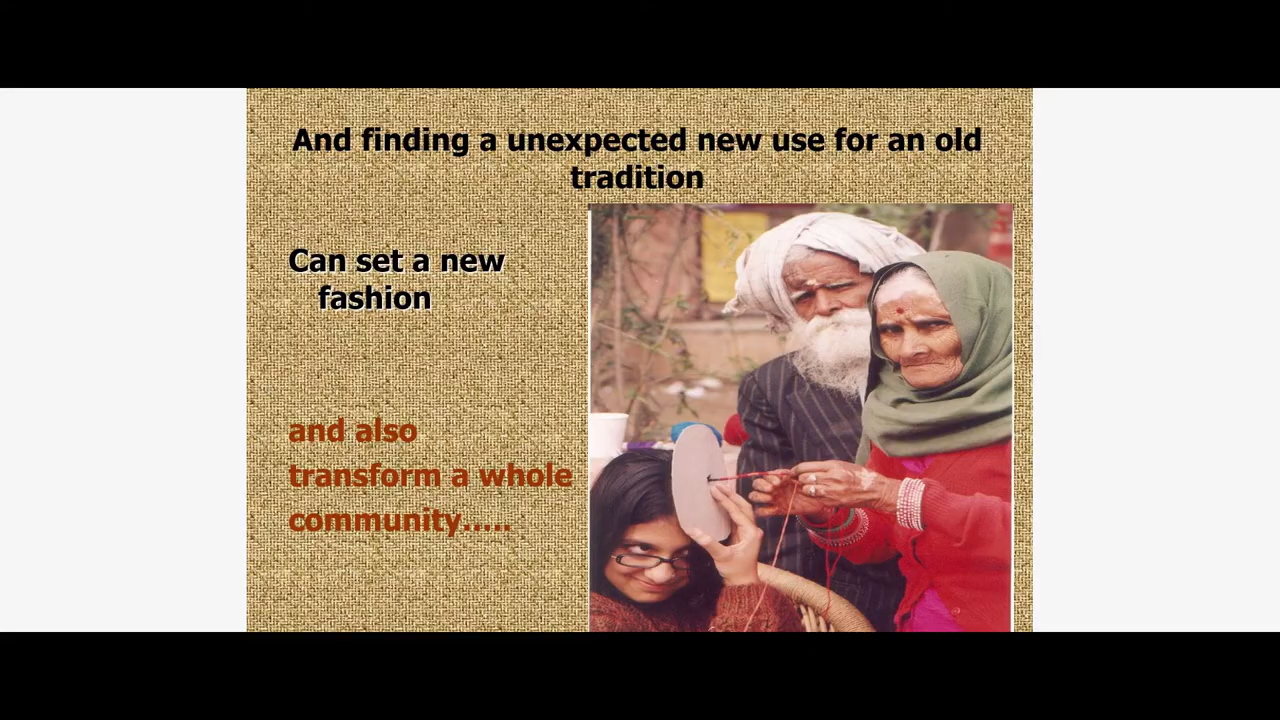 And finding a unexpected new use for an old
tradition
Can set a new
fashion
and also
transform a whole
community.....